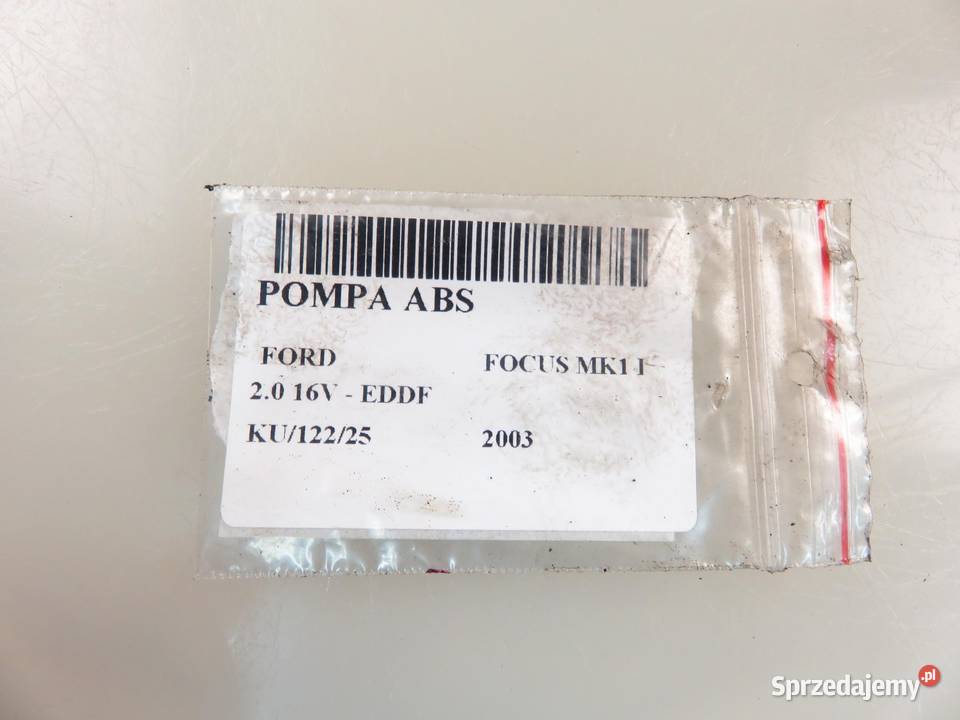 POMPA ABS
FORD FOCUS MK1 I
2.0 16V - EDDF
KU/122/25 2003
Sprzedajemy.pl